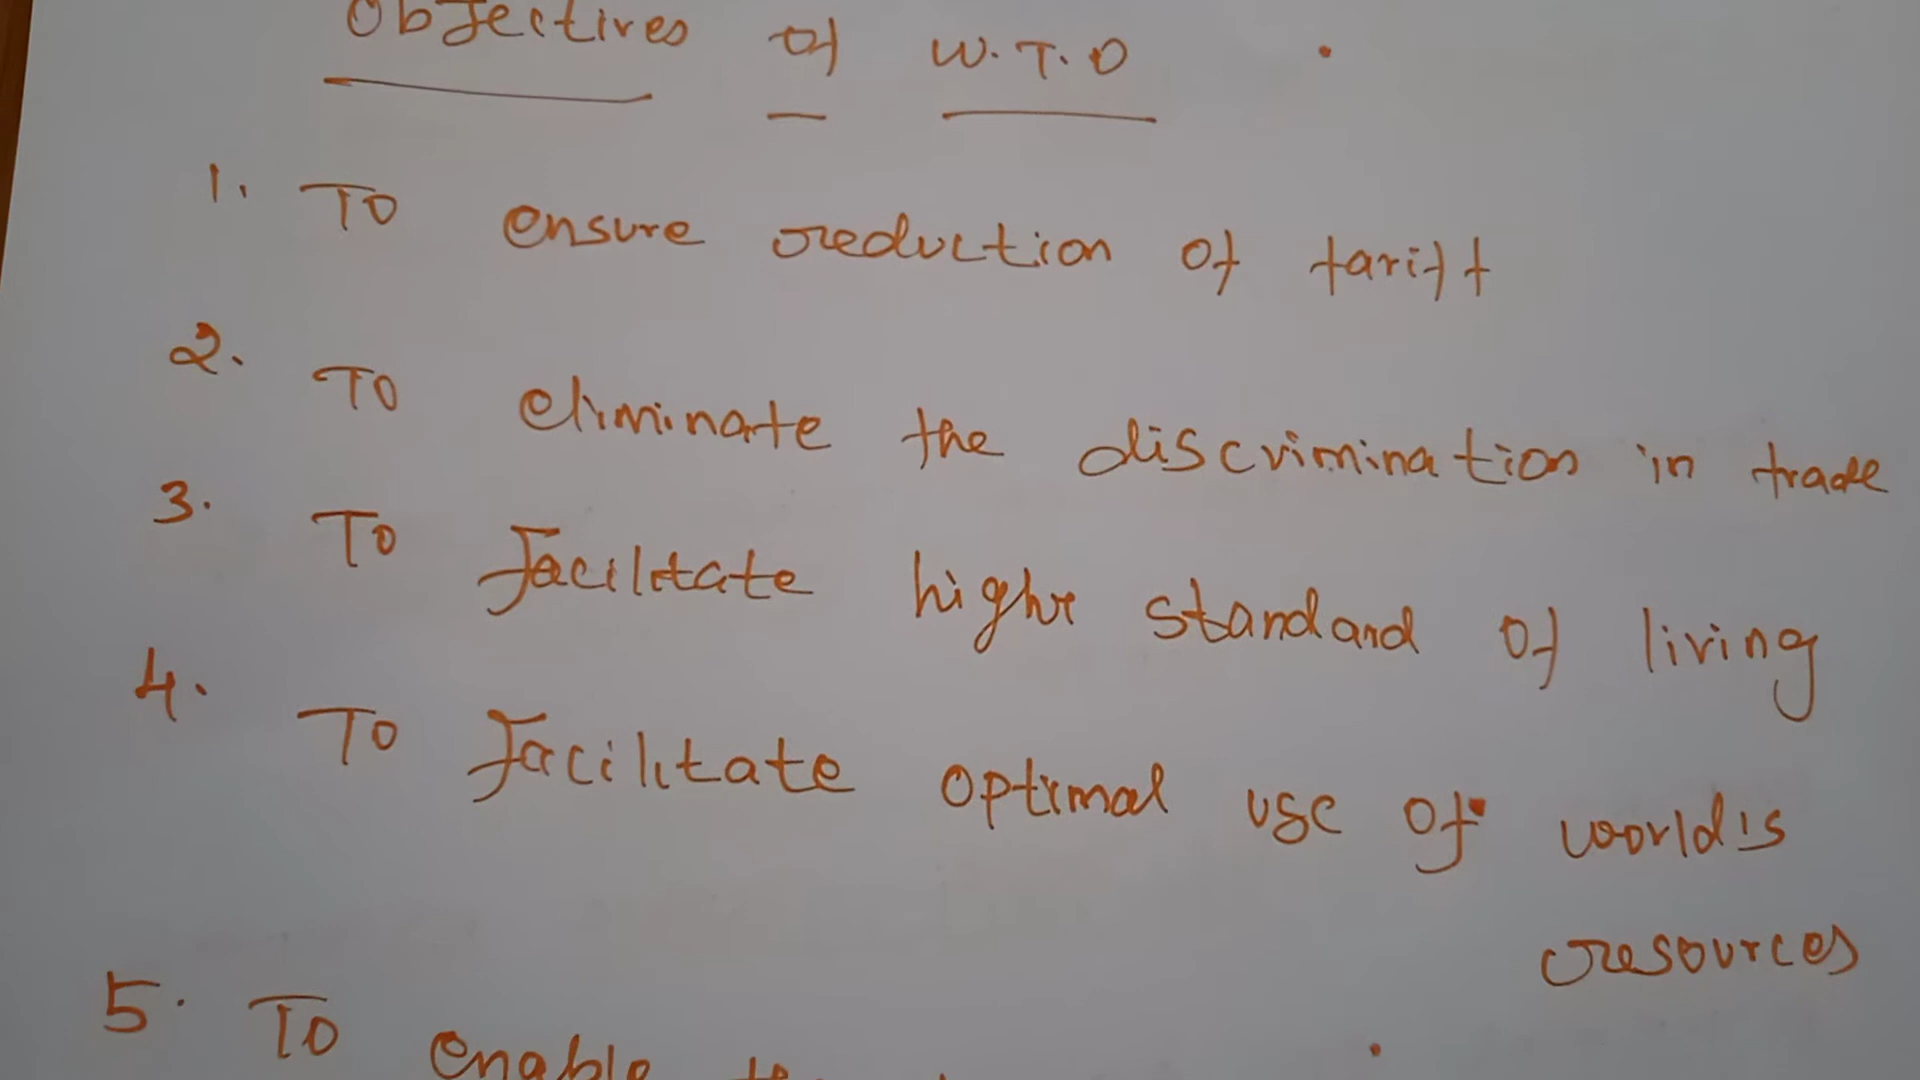 Objectives of W.T.O
1. To ensure reduction of tariff
2. To eliminate the discrimination in trade
3. To Facilitate higher standard of living
4. To Facilitate optimal use of world's
resources
5. To enable